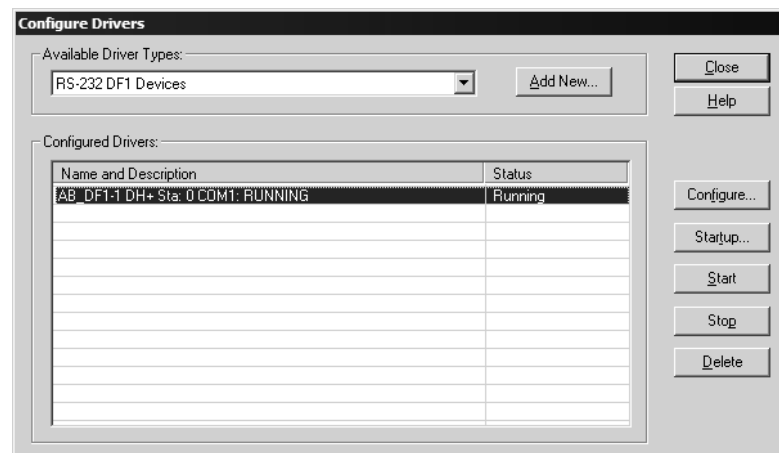 Configure Drivers
Available Driver Types:
RS-232 DF1 Devices
Add New...
Close
Help
Configured Drivers:
Name and Description Status
AB_DF1-1 DH+ Sta: 0 COM1: RUNNING Running
Configure...
Startup...
Start
Stop
Delete